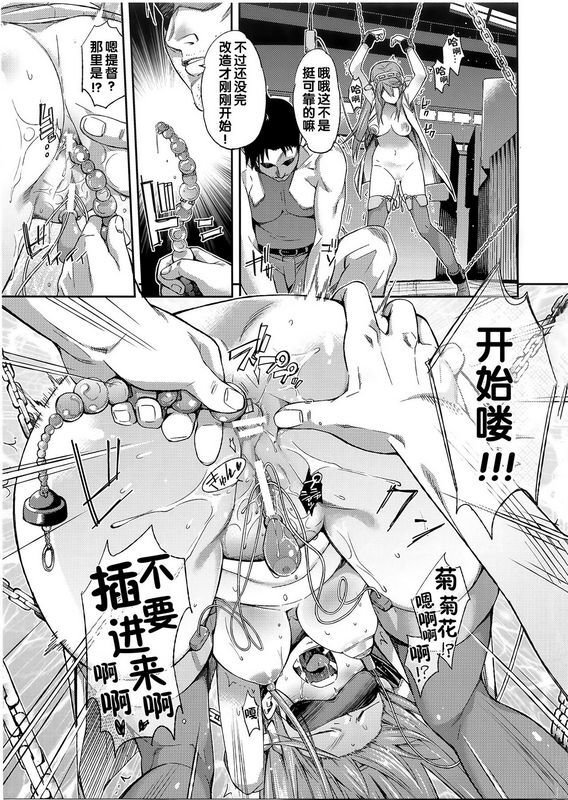 哈啊
哈啊
哦哦这不是
挺可靠的嘛
不过还没完
改造才刚刚开始!
嗯提督?
那里是!?
开始喽!!!
菊菊花!?
嗯啊啊啊!?
不要
插进来啊
啊啊
嘎